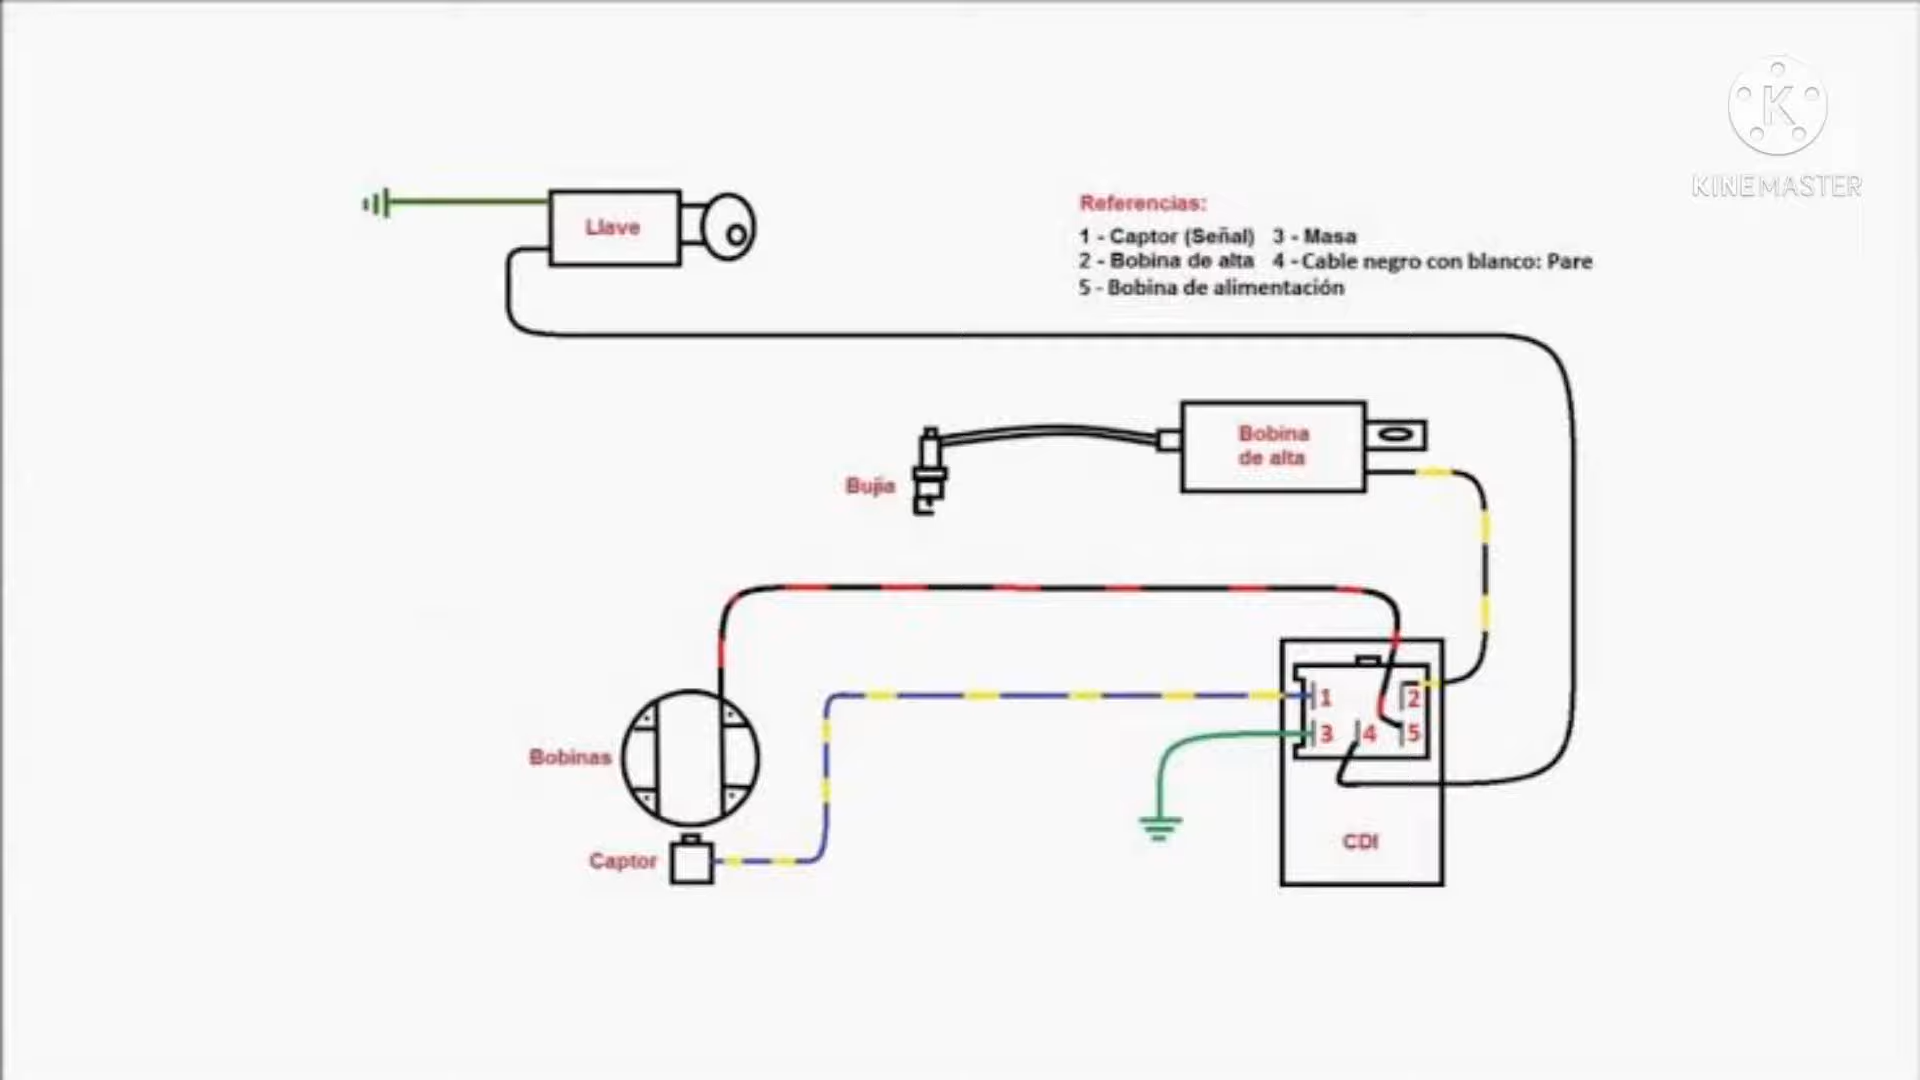 K
KINEMASTER
Llave
Referencias:
1 - Captor (Señal) 3 - Masa
2 - Bobina de alta 4 - Cable negro con blanco: Pare
5 - Bobina de alimentación
Bobina
de alta
Bujia
1 2
3 4 5
Bobinas
CDI
Captor